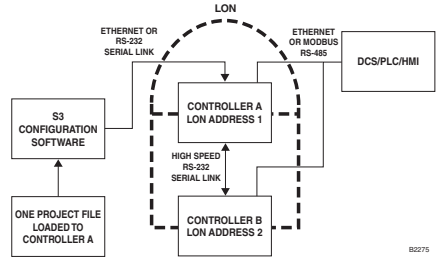 LON
ETHERNET OR
RS-232
SERIAL LINK
ETHERNET
OR MODBUS
RS-485
DCS/PLC/HMI
S3
CONFIGURATION
SOFTWARE
CONTROLLER A
LON ADDRESS 1
HIGH SPEED
RS-232
SERIAL LINK
ONE PROJECT FILE
LOADED TO
CONTROLLER A
CONTROLLER B
LON ADDRESS 2
B2275